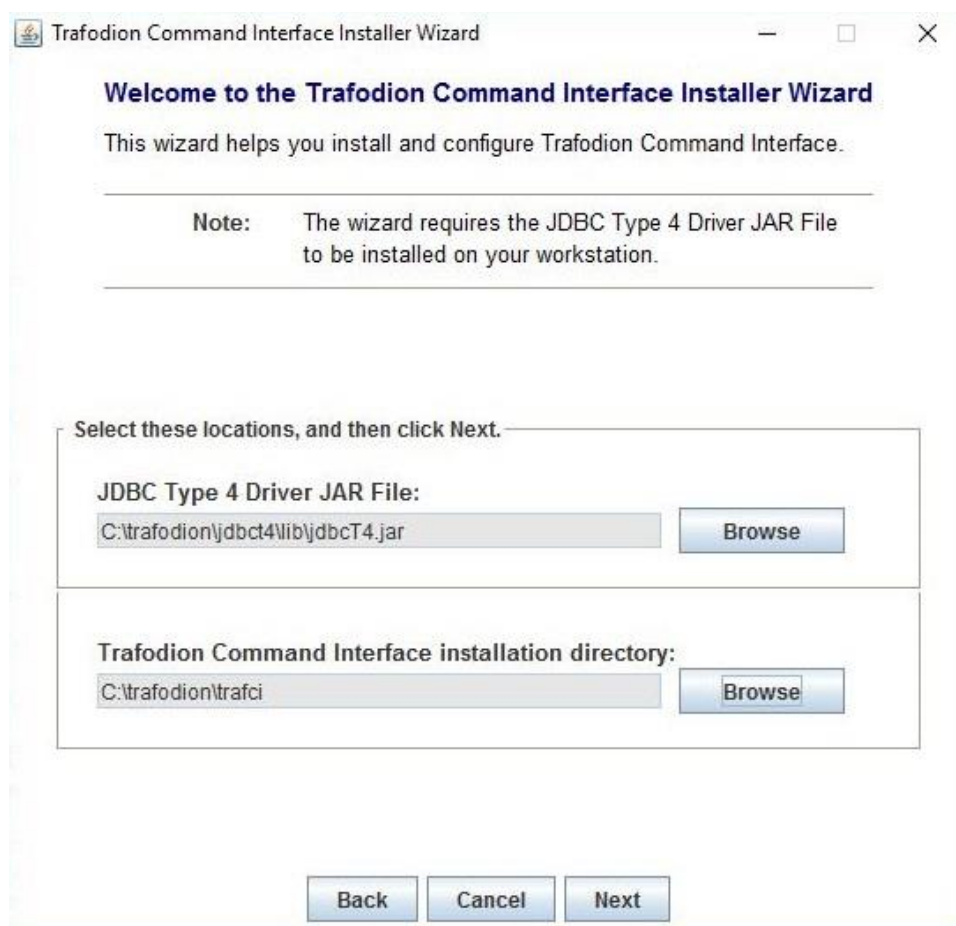 Trafodion Command Interface Installer Wizard
Welcome to the Trafodion Command Interface Installer Wizard
This wizard helps you install and configure Trafodion Command Interface.
Note: The wizard requires the JDBC Type 4 Driver JAR File
to be installed on your workstation.
Select these locations, and then click Next.
JDBC Type 4 Driver JAR File:
C:\trafodion\jdbct4\lib\jdbcT4.jar Browse
Trafodion Command Interface installation directory:
C:\trafodion\trafci Browse
Back Cancel Next